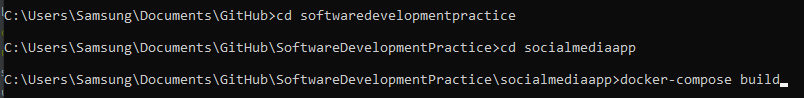 C:\Users\Samsung\Documents\GitHub>cd softwaredevelopmentpractice
C:\Users\Samsung\Documents\GitHub\SoftwareDevelopmentPractice>cd socialmediaapp
C:\Users\Samsung\Documents\GitHub\SoftwareDevelopmentPractice\socialmediaapp>docker-compose build